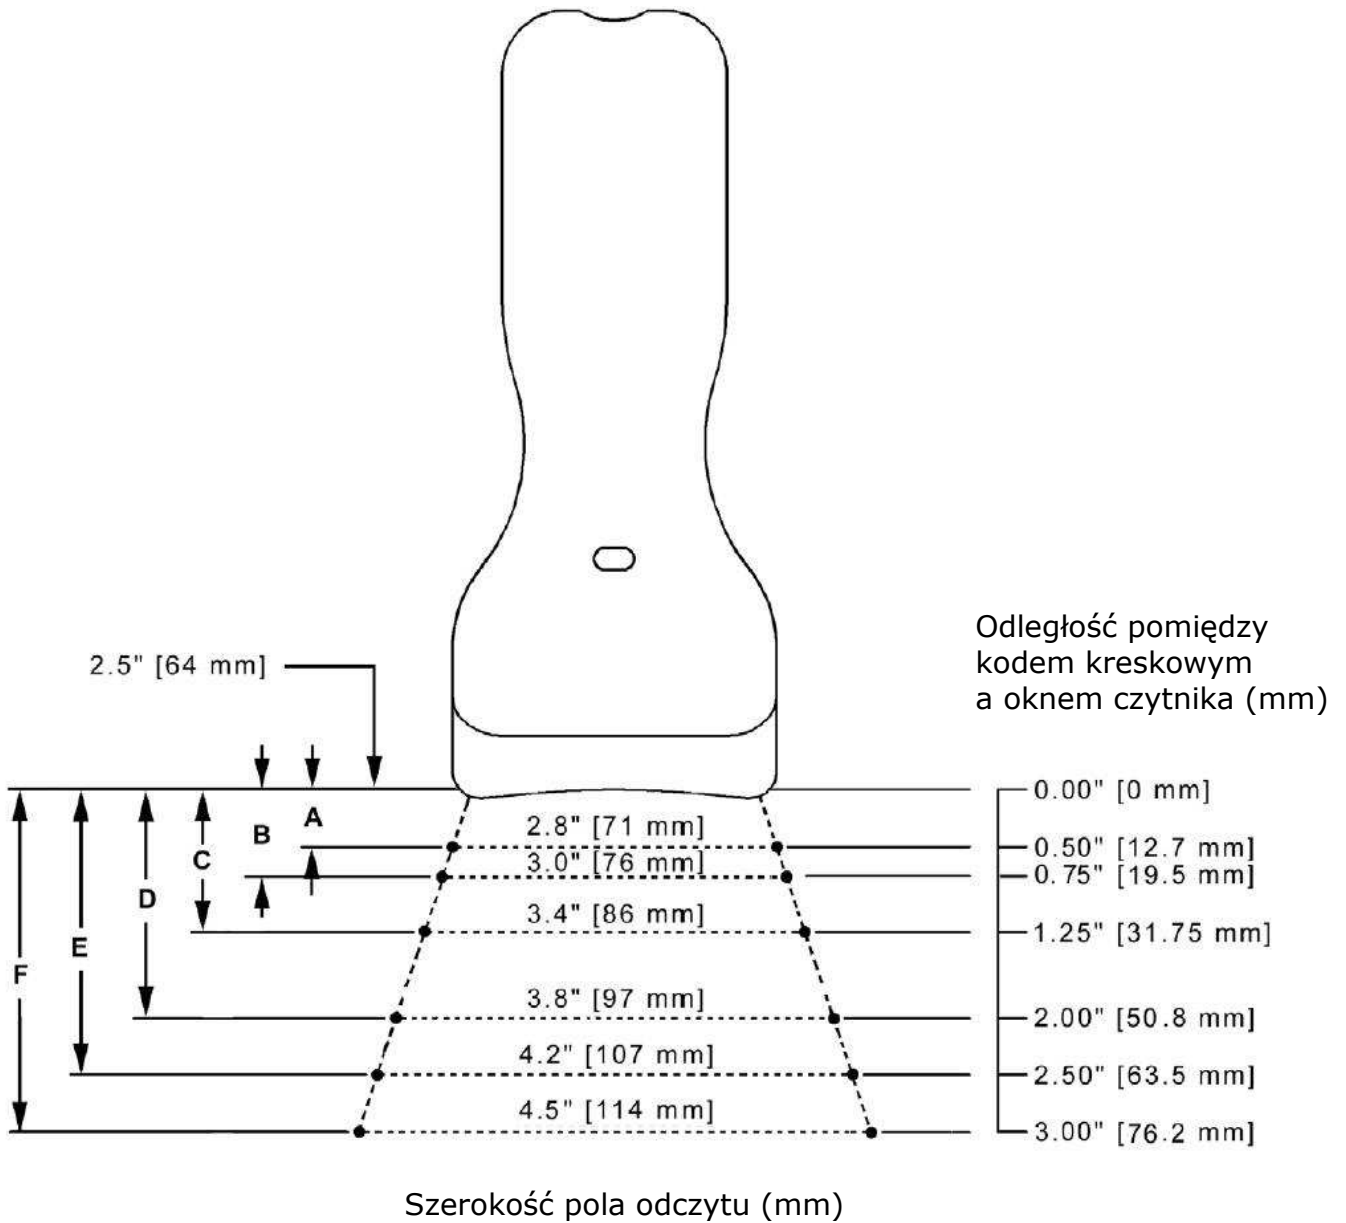 Odległość pomiędzy
kodem kreskowym
a oknem czytnika (mm)
2.5" [64 mm]
0.00" [0 mm]
A
2.8" [71 mm]
B
0.50" [12.7 mm]
C
3.0" [76 mm]
0.75" [19.5 mm]
D
3.4" [86 mm]
1.25" [31.75 mm]
E
F
3.8" [97 mm]
2.00" [50.8 mm]
4.2" [107 mm]
2.50" [63.5 mm]
4.5" [114 mm]
3.00" [76.2 mm]
Szerokość pola odczytu (mm)